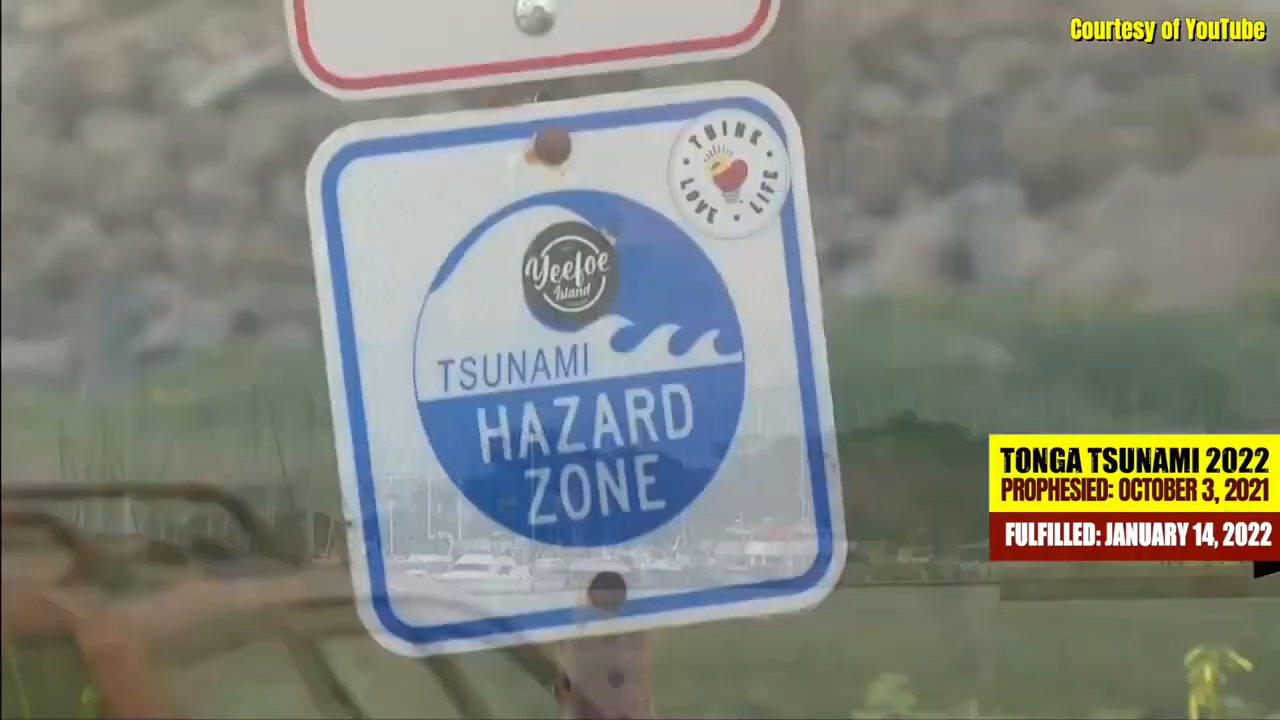 Courtesy of YouTube
THINK
LOVE • LIFE
Yeefoe
Island
TSUNAMI
HAZARD
ZONE
TONGA TSUNAMI 2022
PROPHESIED: OCTOBER 3, 2021
FULFILLED: JANUARY 14, 2022